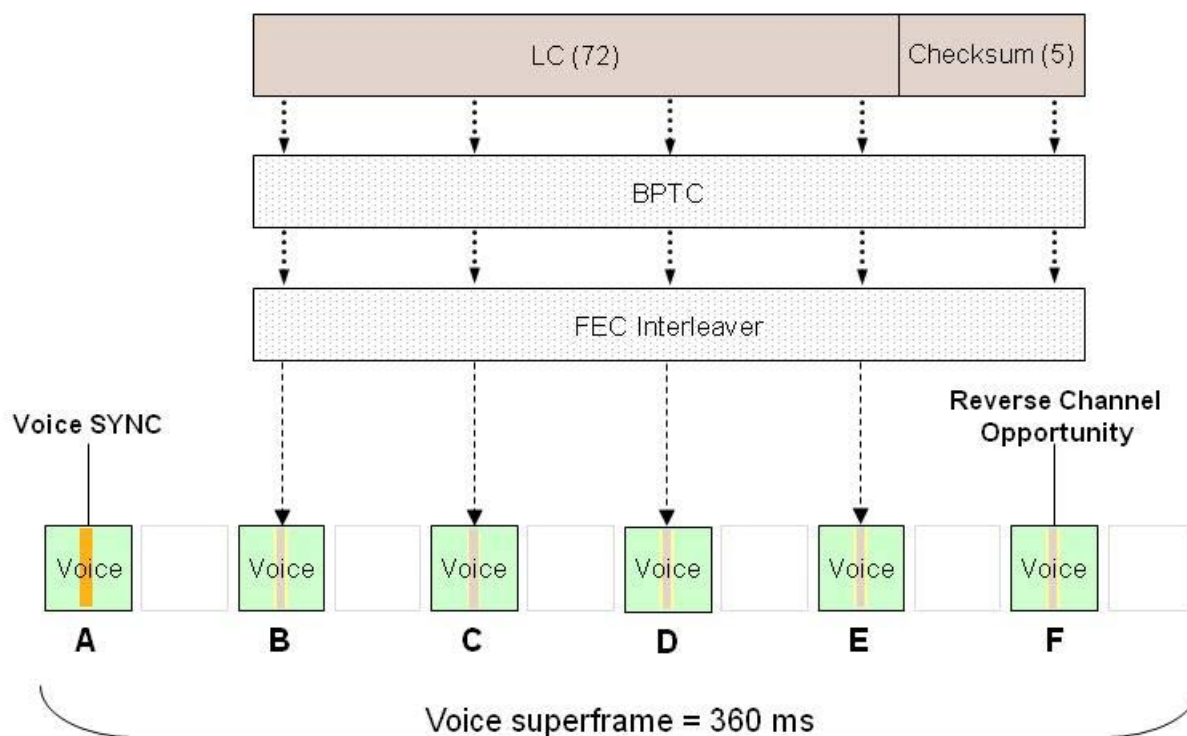 LC (72)
Checksum (5)
BPTC
FEC Interleaver
Voice SYNC
Reverse Channel
Opportunity
Voice
Voice
Voice
Voice
Voice
Voice
A
B
C
D
E
F
Voice superframe = 360 ms